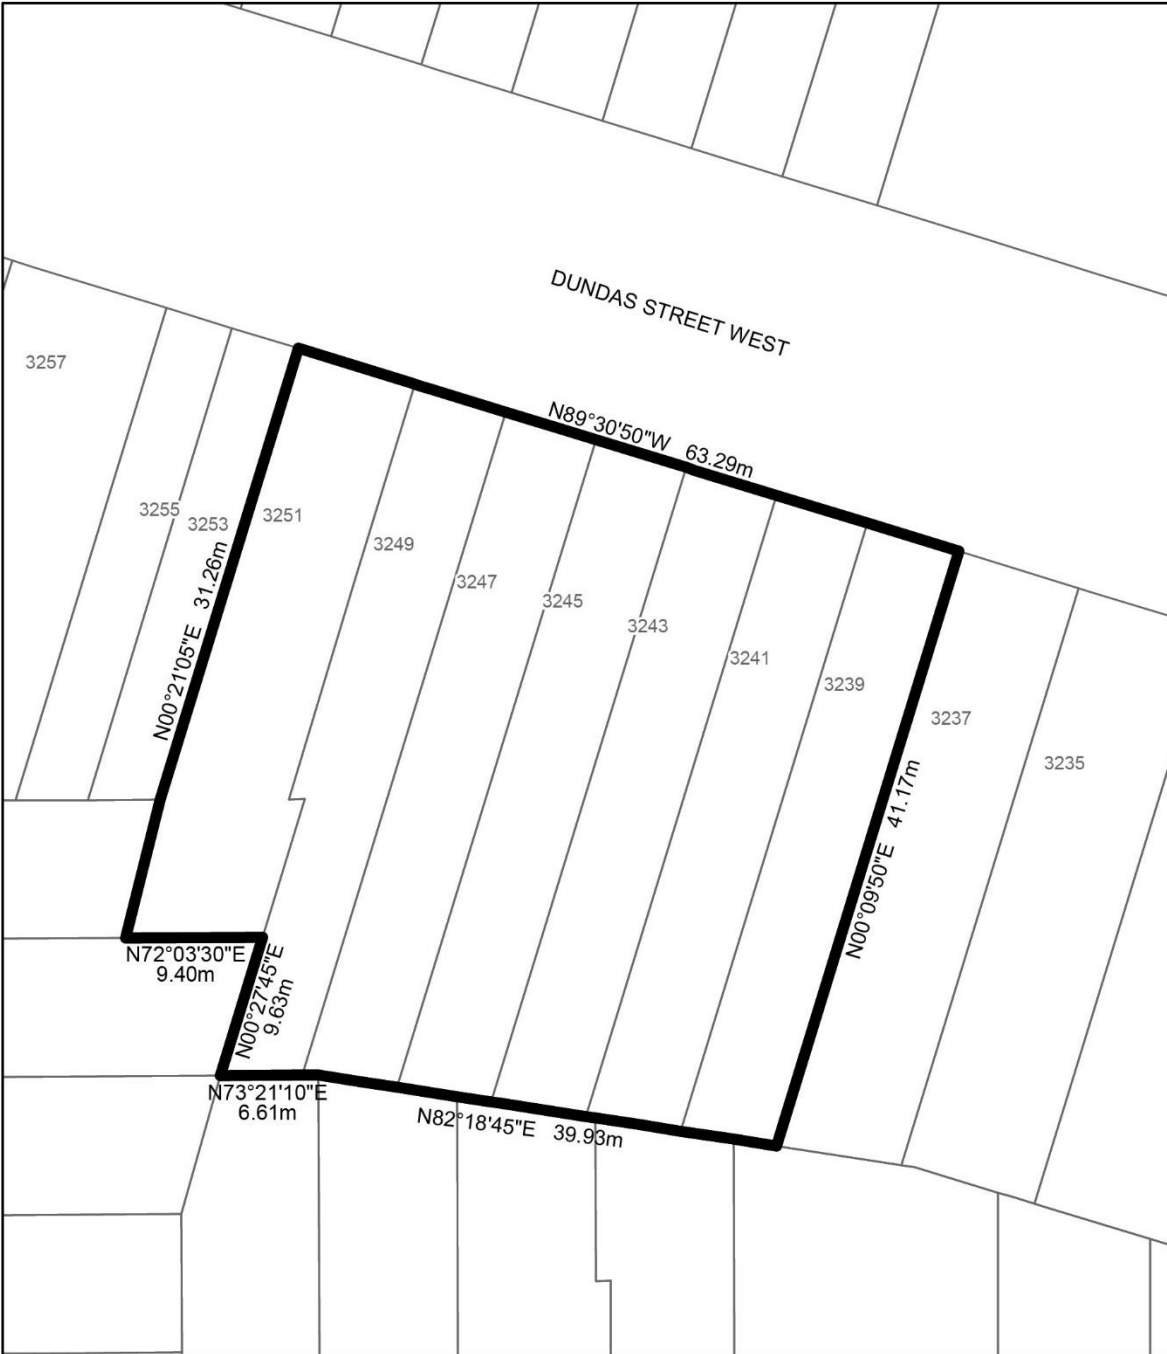 DUNDAS STREET WEST
3257
N89°30'50"W 63.29m
3255
3253
3251
3249
3247
3245
3243
3241
3239
3237
3235
N00°21'05"E 31.26m
N00°09'50"E 41.17m
N72°03'30"E
9.40m
N00°27'45"E
9.63m
N73°21'10"E
6.61m
N82°18'45"E 39.93m